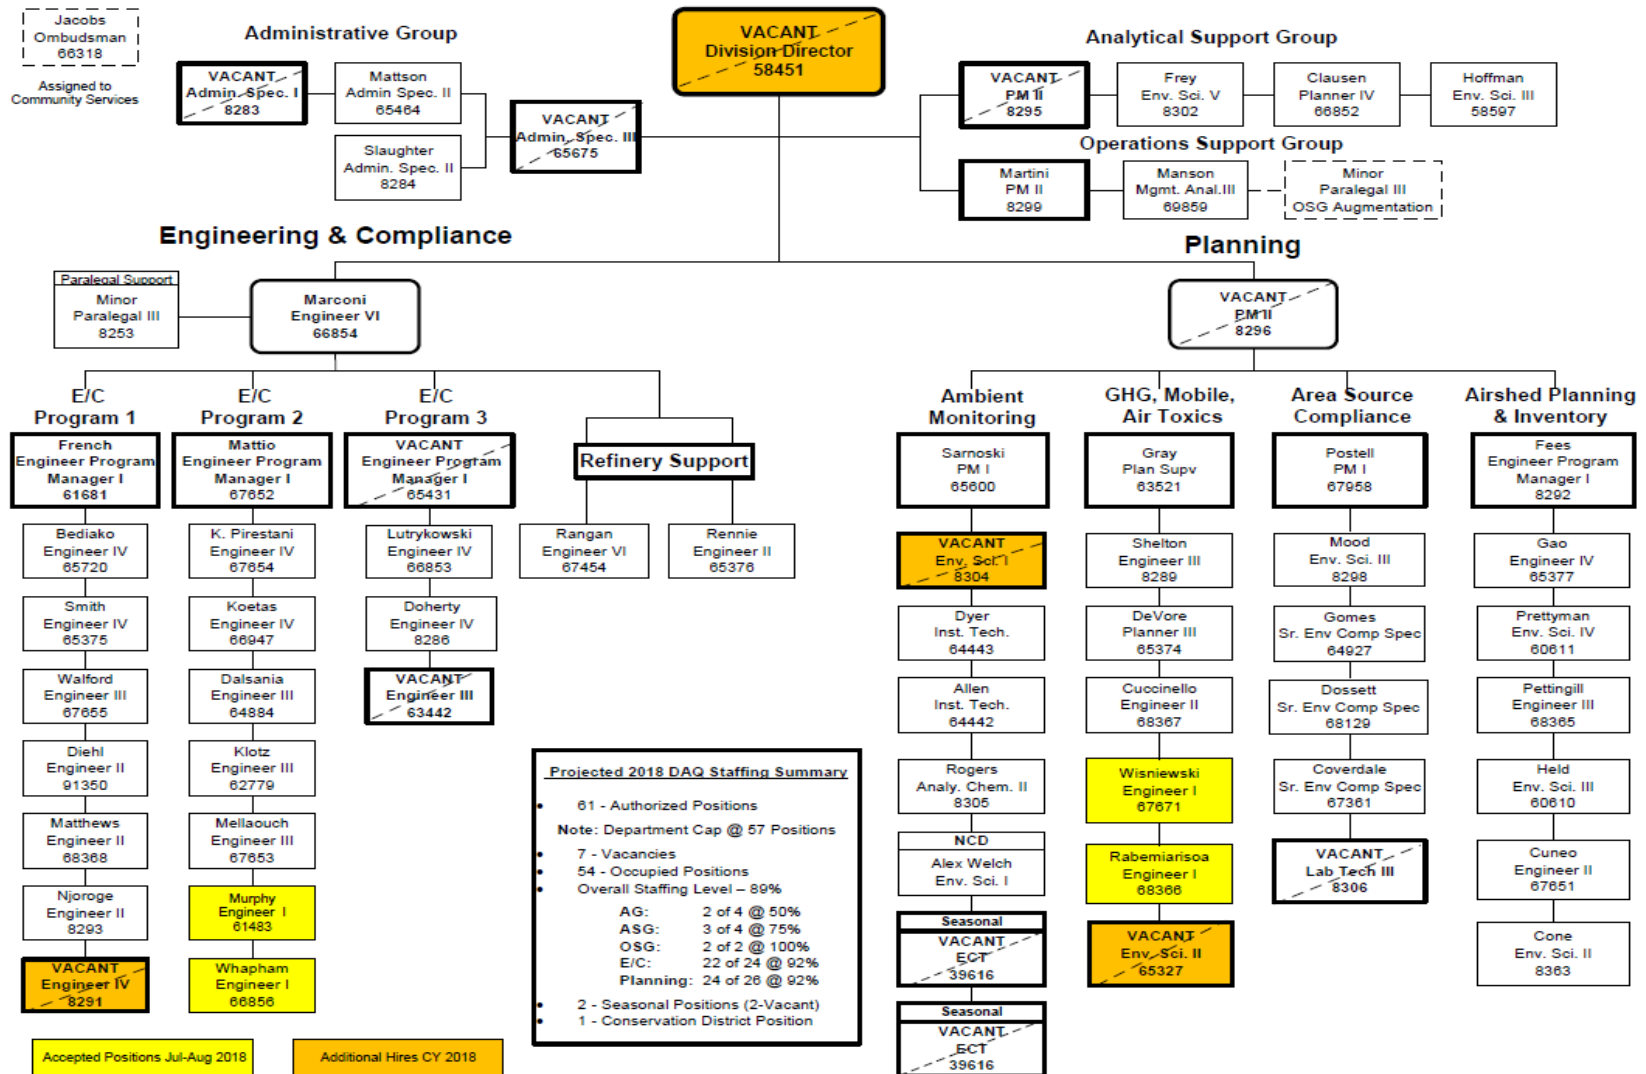 Jacobs
Ombudsman
66318
Assigned to
Community Services
Administrative Group
VACANT
Admin. Spec. I
8283
Mattson
Admin Spec. II
65464
Slaughter
Admin. Spec. II
8284
VACANT
Admin. Spec. III
65675
VACANT
Division Director
58451
Analytical Support Group
VACANT
PM II
8295
Frey
Env. Sci. V
8302
Clausen
Planner IV
66852
Hoffman
Env. Sci. III
58597
Operations Support Group
Martini
PM II
8299
Manson
Mgmt. Anal.III
69859
Minor
Paralegal III
OSG Augmentation
Engineering & Compliance
Paralegal Support
Minor
Paralegal III
8253
Marconi
Engineer VI
66854
Planning
VACANT
PM II
8296
E/C
Program 1
French
Engineer Program
Manager I
61681
Bediako
Engineer IV
65720
Smith
Engineer IV
65375
Walford
Engineer III
67655
Diehl
Engineer II
91350
Matthews
Engineer II
68368
Njoroge
Engineer II
8293
VACANT
Engineer IV
8291
E/C
Program 2
Mattio
Engineer Program
Manager I
67652
K. Pirestani
Engineer IV
67654
Koetas
Engineer IV
66947
Dalsania
Engineer III
64884
Klotz
Engineer III
62779
Mellaouch
Engineer III
67653
Murphy
Engineer I
61483
Whapham
Engineer I
66856
E/C
Program 3
VACANT
Engineer Program
Manager I
65431
Lutrykowski
Engineer IV
66853
Doherty
Engineer IV
8286
VACANT
Engineer III
63442
Refinery Support
Rangan
Engineer VI
67454
Rennie
Engineer II
65376
Projected 2018 DAQ Staffing Summary
• 61 - Authorized Positions
Note: Department Cap @ 57 Positions
• 7 - Vacancies
• 54 - Occupied Positions
• Overall Staffing Level – 89%
AG: 2 of 4 @ 50%
ASG: 3 of 4 @ 75%
OSG: 2 of 2 @ 100%
E/C: 22 of 24 @ 92%
Planning: 24 of 26 @ 92%
• 2 - Seasonal Positions (2-Vacant)
• 1 - Conservation District Position
Ambient
Monitoring
Sarnoski
PM I
65600
VACANT
Env. Sci. I
8304
Dyer
Inst. Tech.
64443
Allen
Inst. Tech.
64442
Rogers
Analy. Chem. II
8305
NCD
Alex Welch
Env. Sci. I
Seasonal
VACANT
ECT
39616
Seasonal
VACANT
ECT
39616
GHG, Mobile,
Air Toxics
Gray
Plan Supv
63521
Shelton
Engineer III
8289
DeVore
Planner III
65374
Cuccinello
Engineer II
68367
Wisniewski
Engineer I
67671
Rabemiarisoa
Engineer I
68366
VACANT
Env. Sci. II
65327
Area Source
Compliance
Postell
PM I
67958
Mood
Env. Sci. III
8298
Gomes
Sr. Env Comp Spec
64927
Dossett
Sr. Env Comp Spec
68129
Coverdale
Sr. Env Comp Spec
67361
VACANT
Lab Tech III
8306
Airshed Planning
& Inventory
Fees
Engineer Program
Manager I
8292
Gao
Engineer IV
65377
Prettyman
Env. Sci. IV
60611
Pettingill
Engineer III
68365
Held
Env. Sci. III
60610
Cuneo
Engineer II
67651
Cone
Env. Sci. II
8363
Accepted Positions Jul-Aug 2018
Additional Hires CY 2018